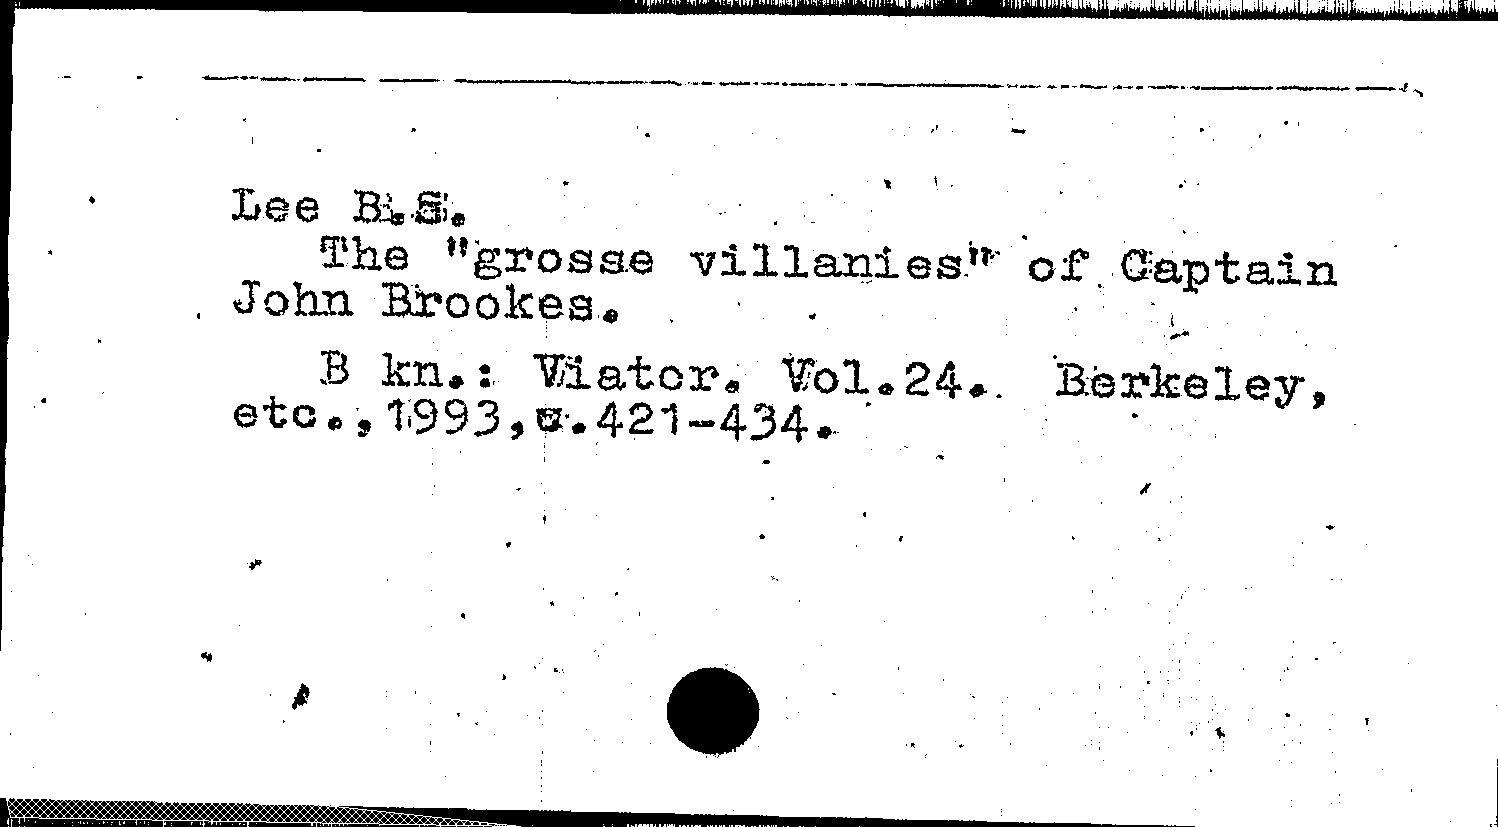 Lee B.S.
The "grosse villanies" of Captain
John Brookes.
B kn.: Viator. Vol.24. Berkeley,
etc.,1993,p.421-434.